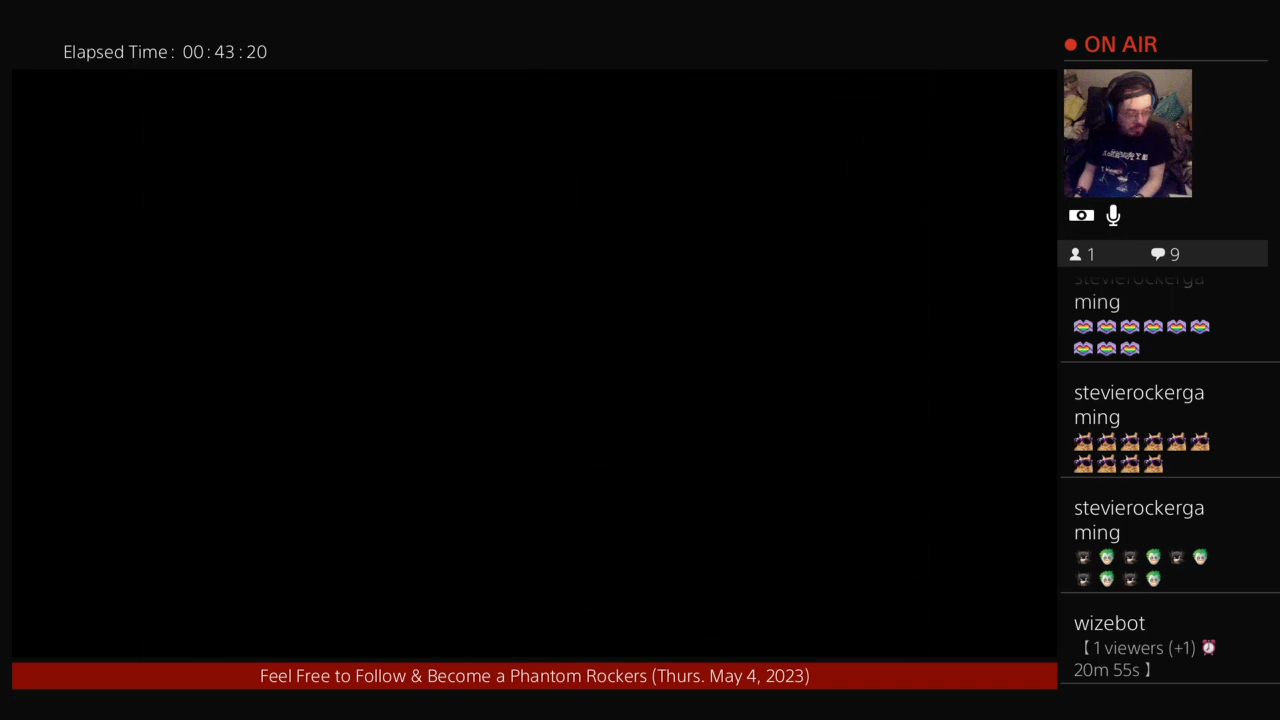 Elapsed Time: 00:43:20
ON AIR
1 9
stevierockerga
ming
stevierockerga
ming
stevierockerga
ming
wizebot
【1 viewers (+1) ⏰
20m 55s】
Feel Free to Follow & Become a Phantom Rockers (Thurs. May 4, 2023)